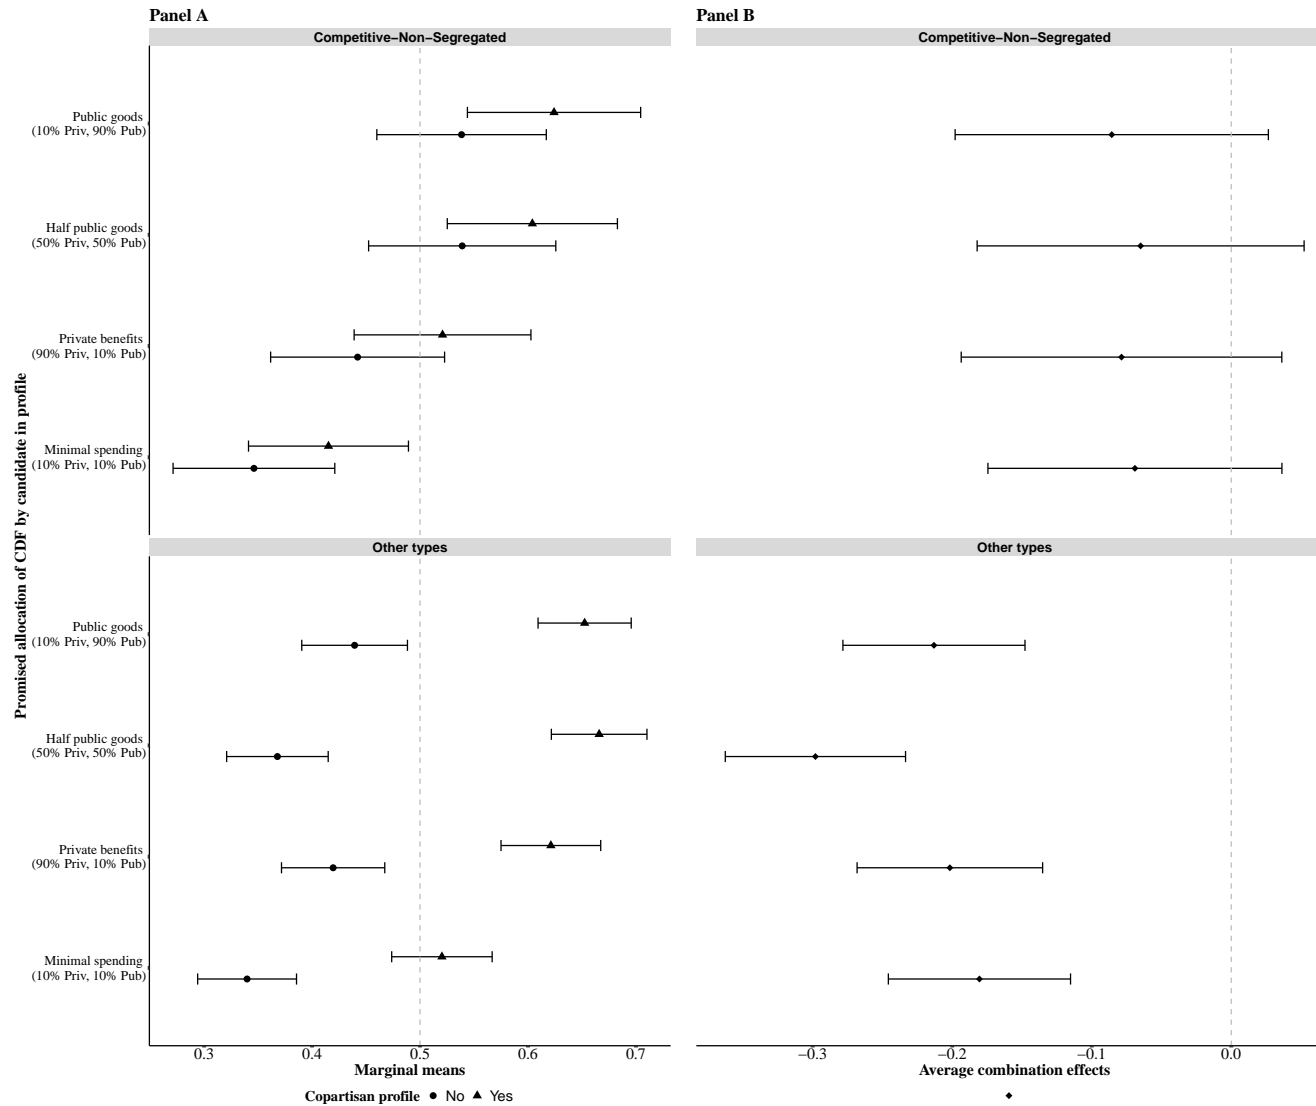 Panel A
Panel B
Competitive−Non−Segregated
Competitive−Non−Segregated
Promised allocation of CDF by candidate in profile
Public goods
(10% Priv, 90% Pub)
Half public goods
(50% Priv, 50% Pub)
Private benefits
(90% Priv, 10% Pub)
Minimal spending
(10% Priv, 10% Pub)
Other types
Other types
Public goods
(10% Priv, 90% Pub)
Half public goods
(50% Priv, 50% Pub)
Private benefits
(90% Priv, 10% Pub)
Minimal spending
(10% Priv, 10% Pub)
0.3 0.4 0.5 0.6 0.7
−0.3 −0.2 −0.1 0.0
Marginal means
Average combination effects
Copartisan profile No Yes